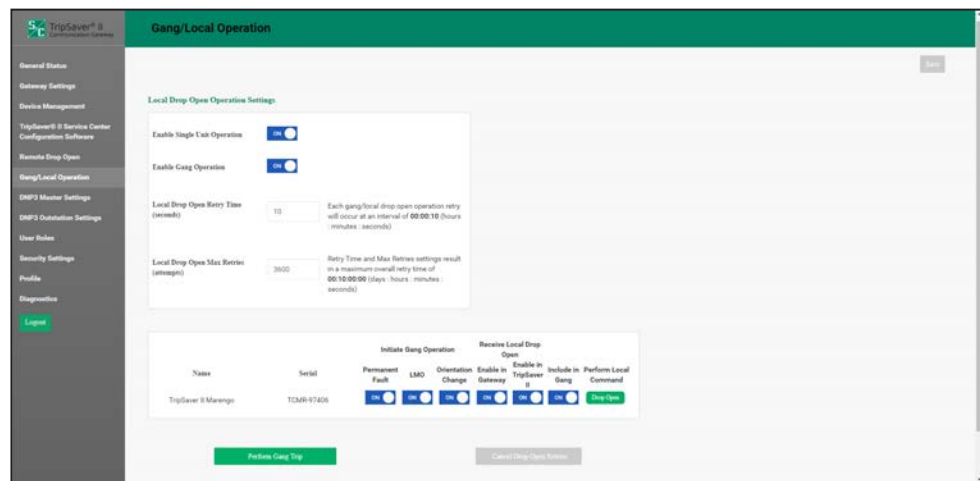 TripSaver® II
Communication Gateway
Gang/Local Operation
General Status
Gateway Settings
Device Management
TripSaver® II Service Center
Configuration Software
Remote Drop Open
Gang/Local Operation
DNP3 Master Settings
DNP3 Outstation Settings
User Roles
Security Settings
Profile
Diagnostics
Logout
Save
Local Drop Open Operation Settings
Enable Single Unit Operation ON
Enable Gang Operation ON
Local Drop Open Retry Time
(seconds)
10
Each gang/local drop open operation retry
will occur at an interval of 00:00:10 (hours
: minutes : seconds)
Local Drop Open Max Retries
(attempts)
3600
Retry Time and Max Retries settings result
in a maximum overall retry time of
00:10:00:00 (days : hours : minutes :
seconds)
Initiate Gang Operation
Receive Local Drop
Open
Name
Serial
Permanent
Fault
LMO
Orientation
Change
Enable in
Gateway
Enable in
TripSaver
II
Include in
Gang
Perform Local
Command
TripSaver II Marengo TCMR-97406 ON ON ON ON ON ON Drop Open
Perform Gang Trip
Cancel Drop Open Retries